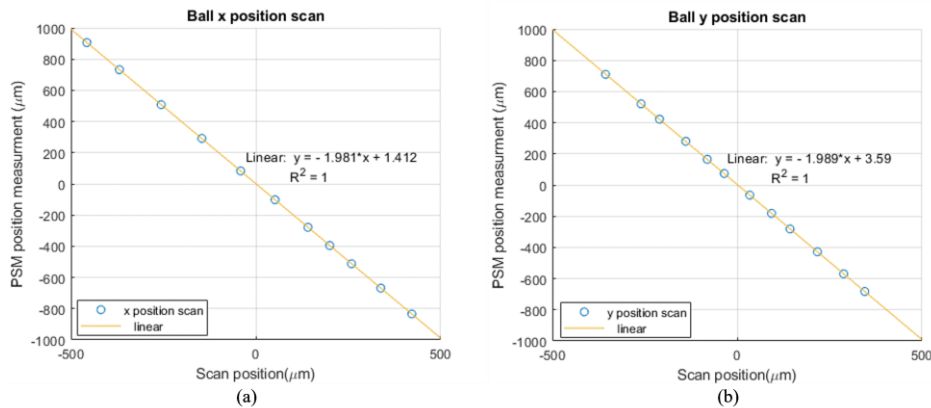 Ball x position scan
1000
800
600
400
200
0
-200
-400
-600
-800
-1000
PSM position measurment (μm)
Linear: y = - 1.981*x + 1.412
R² = 1
x position scan
linear
-500
0
500
Scan position(μm)
(a)
Ball y position scan
1000
800
600
400
200
0
-200
-400
-600
-800
-1000
PSM position measurment (μm)
Linear: y = - 1.989*x + 3.59
R² = 1
y position scan
linear
-500
0
500
Scan position(μm)
(b)